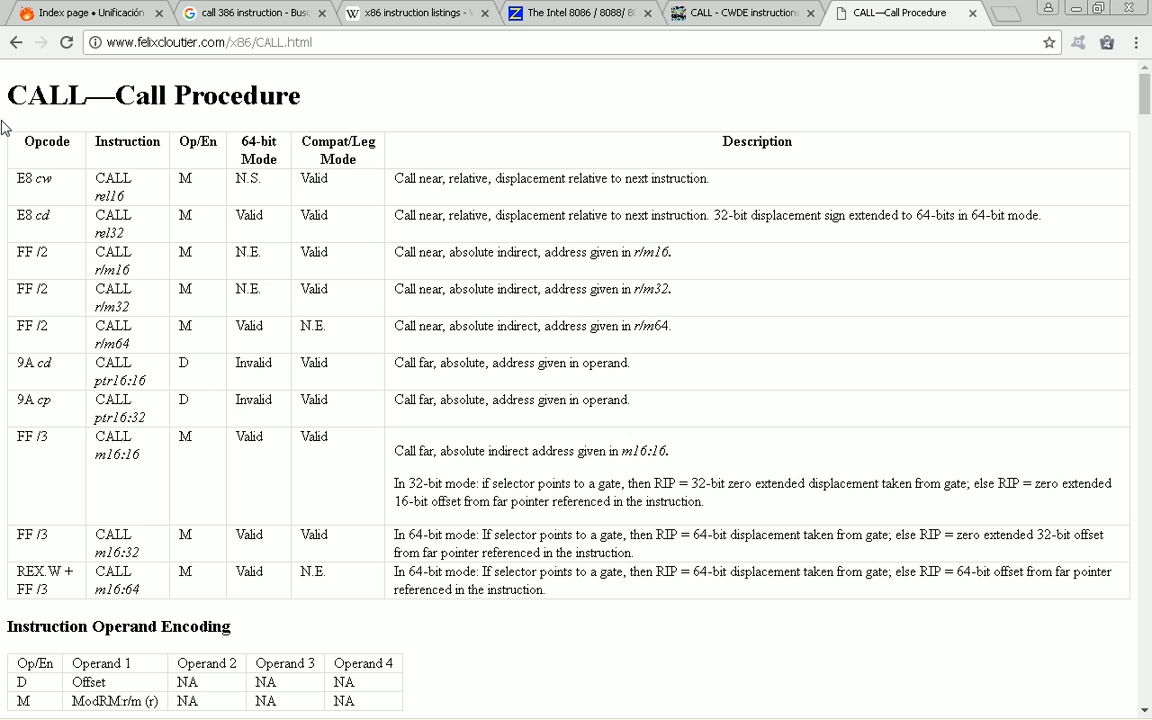 Index page • Unificación
call 386 instruction - Busc
x86 instruction listings - V
The Intel 8086 / 8088/ 80
CALL - CWDE instructions
CALL—Call Procedure
www.felixcloutier.com/x86/CALL.html
CALL—Call Procedure
Opcode Instruction Op/En 64-bit Mode Compat/Leg Mode Description
E8 cw CALL rel16 M N.S. Valid Call near, relative, displacement relative to next instruction.
E8 cd CALL rel32 M Valid Valid Call near, relative, displacement relative to next instruction. 32-bit displacement sign extended to 64-bits in 64-bit mode.
FF /2 CALL r/m16 M N.E. Valid Call near, absolute indirect, address given in r/m16.
FF /2 CALL r/m32 M N.E. Valid Call near, absolute indirect, address given in r/m32.
FF /2 CALL r/m64 M Valid N.E. Call near, absolute indirect, address given in r/m64.
9A cd CALL ptr16:16 D Invalid Valid Call far, absolute, address given in operand.
9A cp CALL ptr16:32 D Invalid Valid Call far, absolute, address given in operand.
FF /3 CALL m16:16 M Valid Valid Call far, absolute indirect address given in m16:16.
In 32-bit mode: if selector points to a gate, then RIP = 32-bit zero extended displacement taken from gate; else RIP = zero extended
16-bit offset from far pointer referenced in the instruction.
FF /3 CALL m16:32 M Valid Valid In 64-bit mode: If selector points to a gate, then RIP = 64-bit displacement taken from gate; else RIP = zero extended 32-bit offset
from far pointer referenced in the instruction.
REX.W + FF /3 CALL m16:64 M Valid N.E. In 64-bit mode: If selector points to a gate, then RIP = 64-bit displacement taken from gate; else RIP = 64-bit offset from far pointer
referenced in the instruction.
Instruction Operand Encoding
Op/En Operand 1 Operand 2 Operand 3 Operand 4
D Offset NA NA NA
M ModRM:r/m (r) NA NA NA